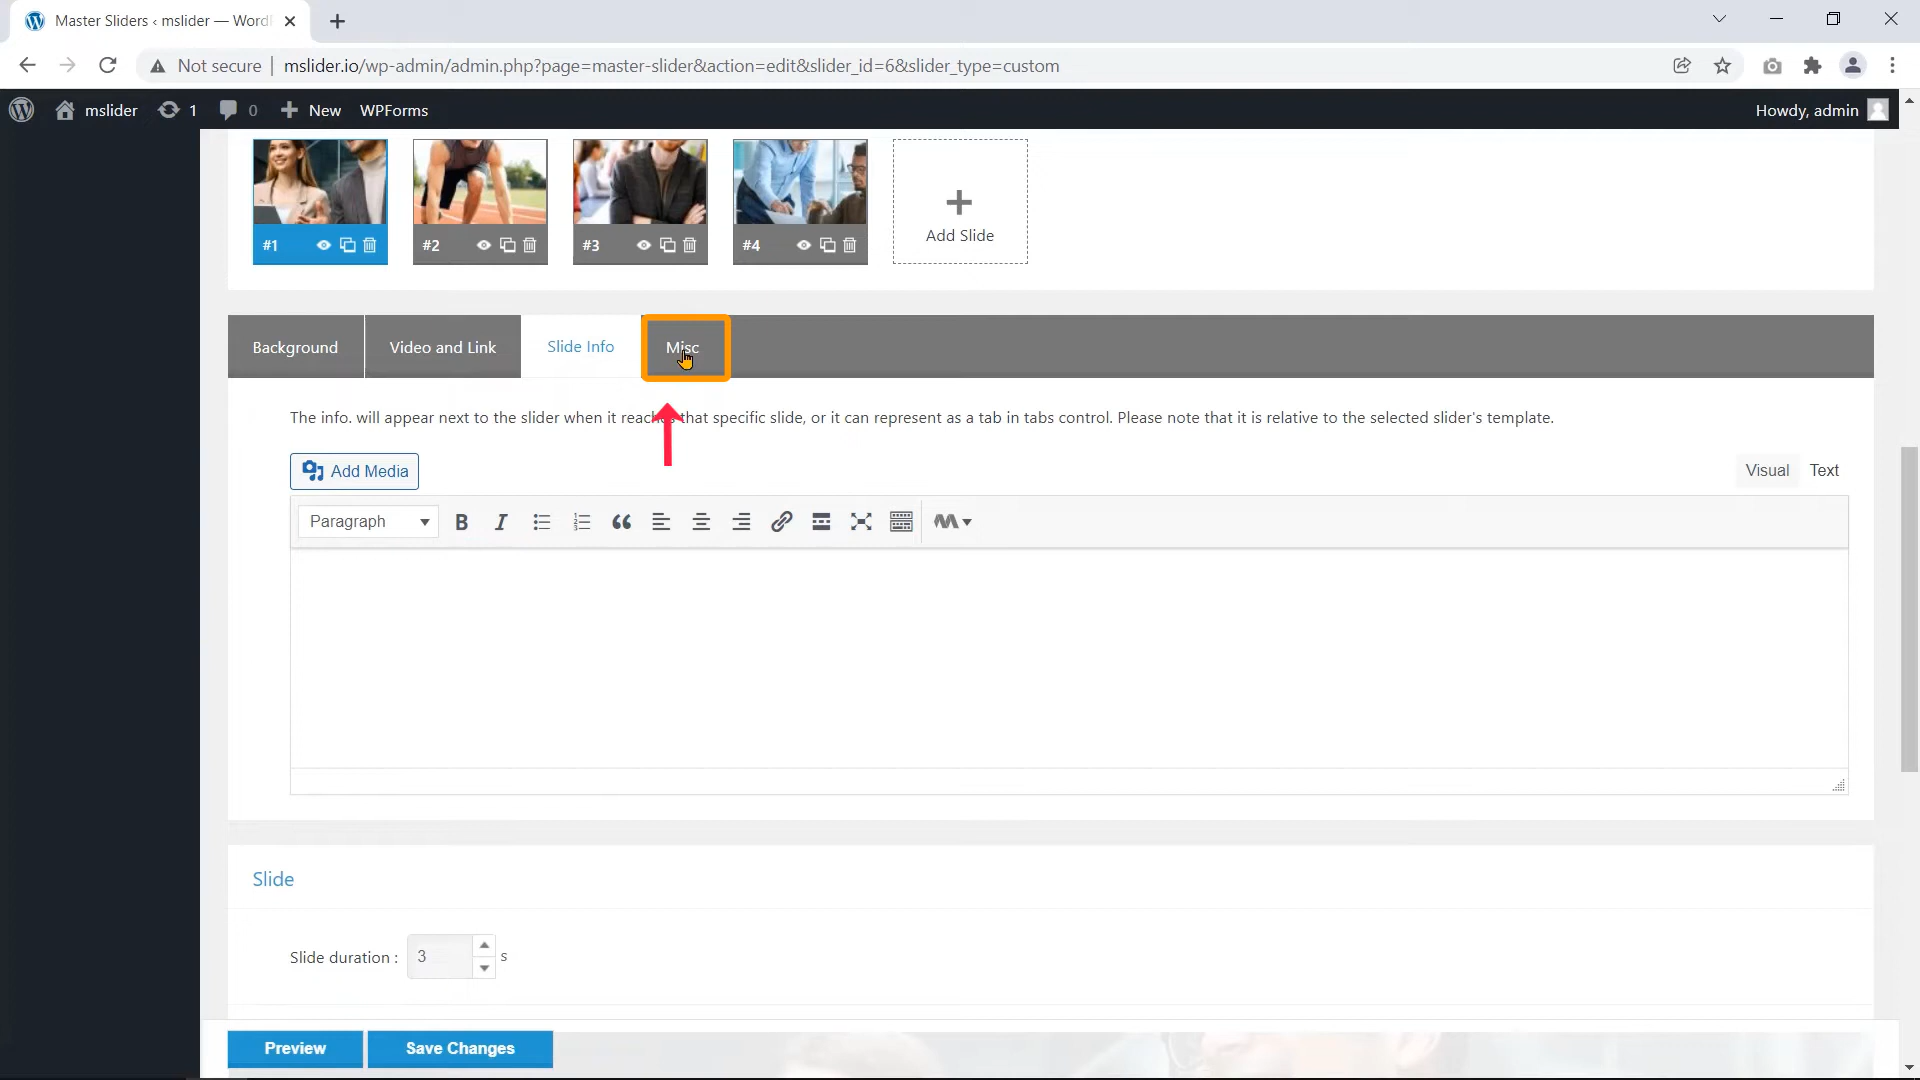 Master Sliders ‹ mslider — Word
Not secure | mslider.io/wp-admin/admin.php?page=master-slider&action=edit&slider_id=6&slider_type=custom
mslider 1 0 New WPForms Howdy, admin
#1 #2 #3 #4 Add Slide
Background Video and Link Slide Info Misc
The info. will appear next to the slider when it reac that specific slide, or it can represent as a tab in tabs control. Please note that it is relative to the selected slider's template.
Add Media Visual Text
Paragraph
Slide
Slide duration : 3 s
Preview Save Changes